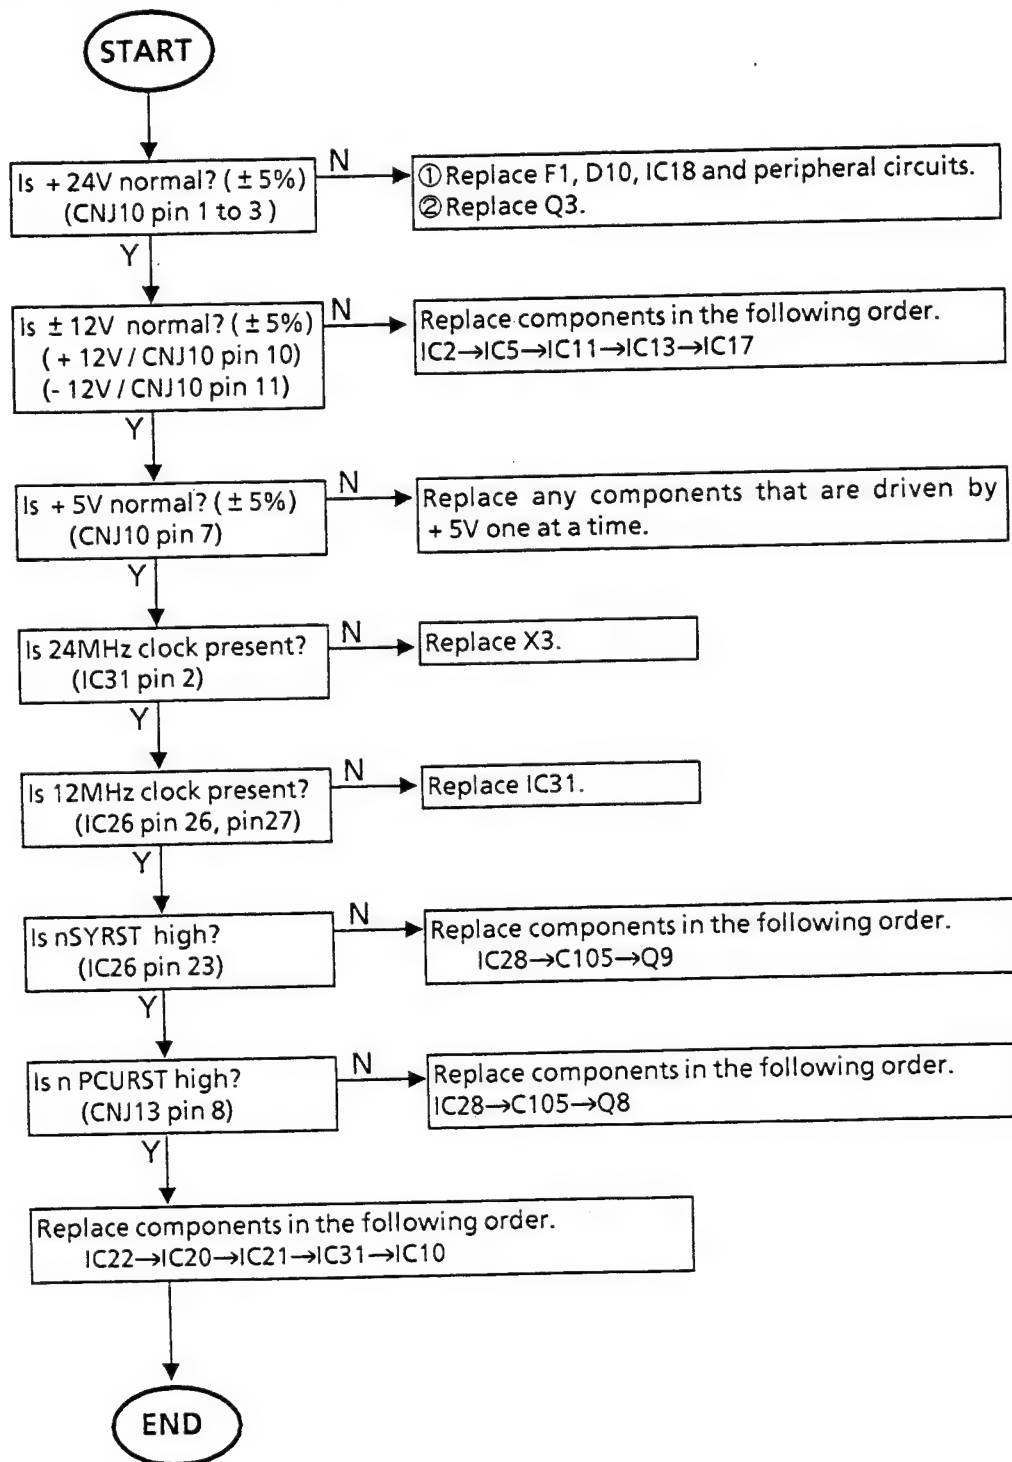 START
Is + 24V normal? ( ± 5%)
(CNJ10 pin 1 to 3 )
N
①Replace F1, D10, IC18 and peripheral circuits.
②Replace Q3.
Y
Is ± 12V normal? ( ± 5%)
( + 12V / CNJ10 pin 10)
(- 12V / CNJ10 pin 11)
N
Replace components in the following order.
IC2→IC5→IC11→IC13→IC17
Y
Is + 5V normal? ( ± 5%)
(CNJ10 pin 7)
N
Replace any components that are driven by
+ 5V one at a time.
Y
Is 24MHz clock present?
(IC31 pin 2)
N
Replace X3.
Y
Is 12MHz clock present?
(IC26 pin 26, pin27)
N
Replace IC31.
Y
Is nSYRST high?
(IC26 pin 23)
N
Replace components in the following order.
IC28→C105→Q9
Y
Is n PCURST high?
(CNJ13 pin 8)
N
Replace components in the following order.
IC28→C105→Q8
Y
Replace components in the following order.
IC22→IC20→IC21→IC31→IC10
END